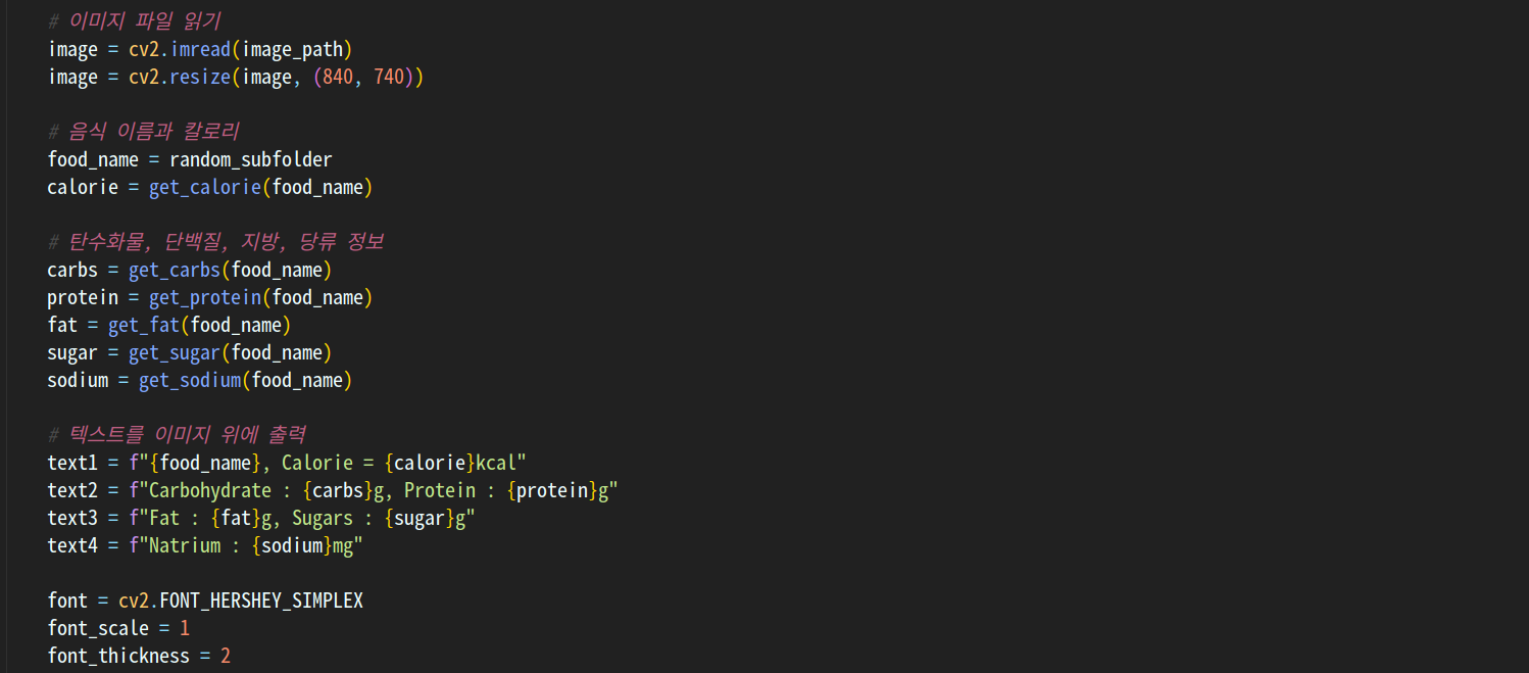 # 이미지 파일 읽기
image = cv2.imread(image_path)
image = cv2.resize(image, (840, 740))
# 음식 이름과 칼로리
food_name = random_subfolder
calorie = get_calorie(food_name)
# 탄수화물, 단백질, 지방, 당류 정보
carbs = get_carbs(food_name)
protein = get_protein(food_name)
fat = get_fat(food_name)
sugar = get_sugar(food_name)
sodium = get_sodium(food_name)
# 텍스트를 이미지 위에 출력
text1 = f"{food_name}, Calorie = {calorie}kcal"
text2 = f"Carbohydrate : {carbs}g, Protein : {protein}g"
text3 = f"Fat : {fat}g, Sugars : {sugar}g"
text4 = f"Natrium : {sodium}mg"
font = cv2.FONT_HERSHEY_SIMPLEX
font_scale = 1
font_thickness = 2